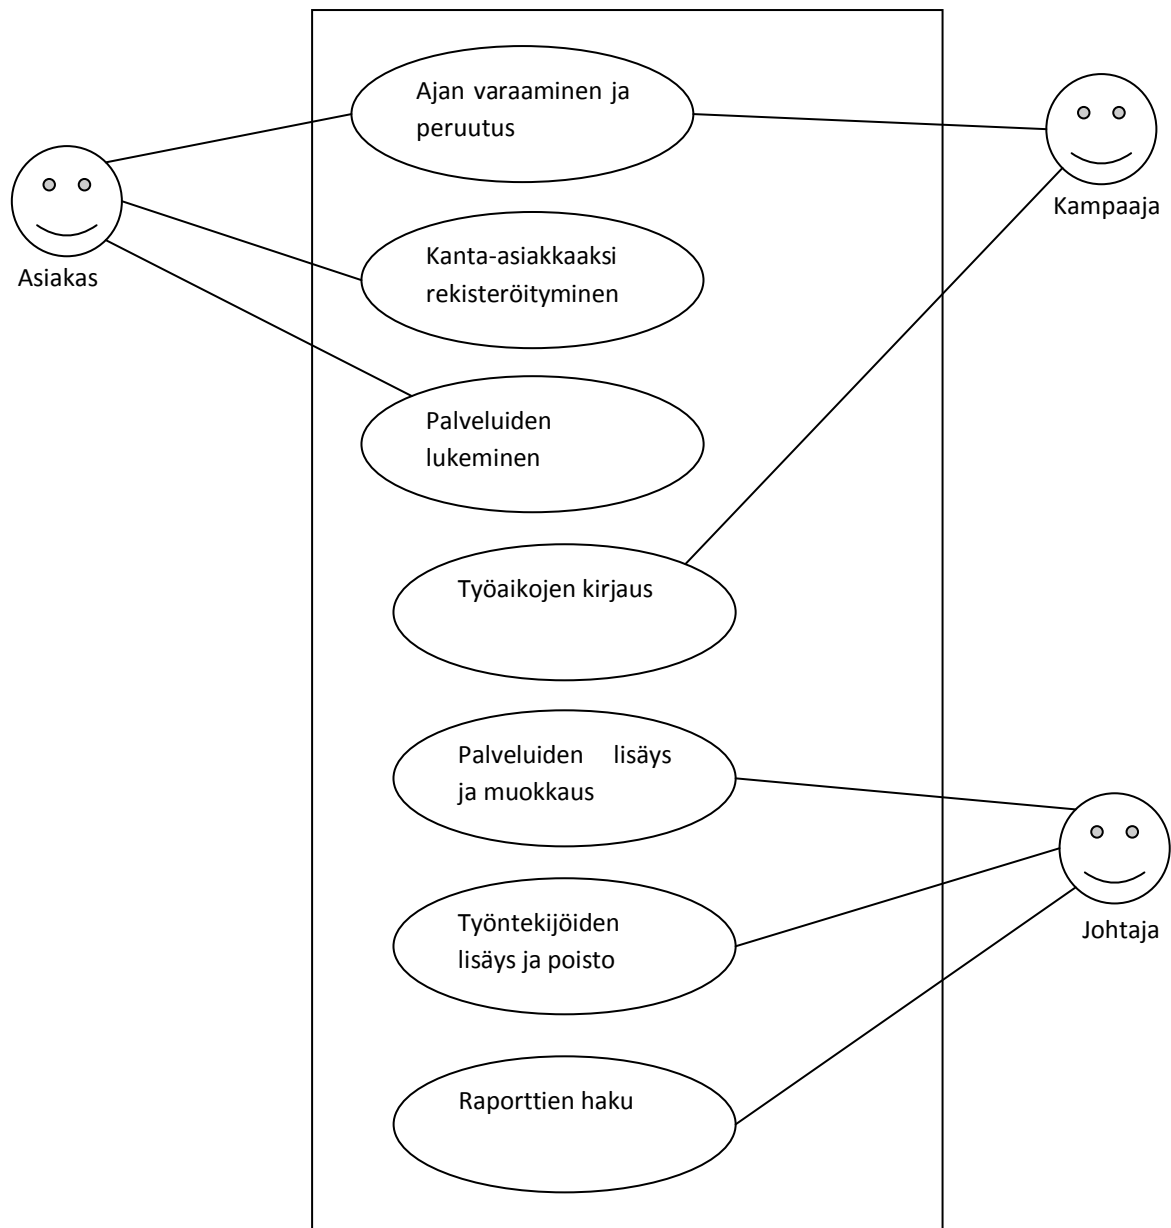 Ajan varaaminen ja
peruutus
Kampaaja
Asiakas
Kanta-asiakkaaksi
rekisteröityminen
Palveluiden
lukeminen
Työaikojen kirjaus
Palveluiden lisäys
ja muokkaus
Työntekijöiden
lisäys ja poisto
Johtaja
Raporttien haku